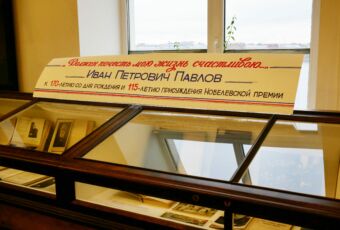 Должен почесть мою жизнь счастливою...
Иван Петрович Павлов
к 170-летию со дня рождения и 115-летию присуждения Нобелевской премии